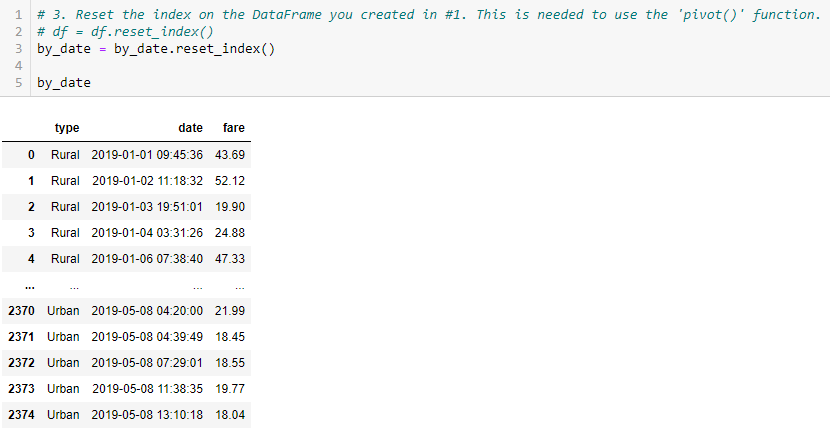 1 # 3. Reset the index on the DataFrame you created in #1. This is needed to use the 'pivot()' function.
2 # df = df.reset_index()
3 by_date = by_date.reset_index()
4
5 by_date
type date fare
0 Rural 2019-01-01 09:45:36 43.69
1 Rural 2019-01-02 11:18:32 52.12
2 Rural 2019-01-03 19:51:01 19.90
3 Rural 2019-01-04 03:31:26 24.88
4 Rural 2019-01-06 07:38:40 47.33
... ... ... ...
2370 Urban 2019-05-08 04:20:00 21.99
2371 Urban 2019-05-08 04:39:49 18.45
2372 Urban 2019-05-08 07:29:01 18.55
2373 Urban 2019-05-08 11:38:35 19.77
2374 Urban 2019-05-08 13:10:18 18.04